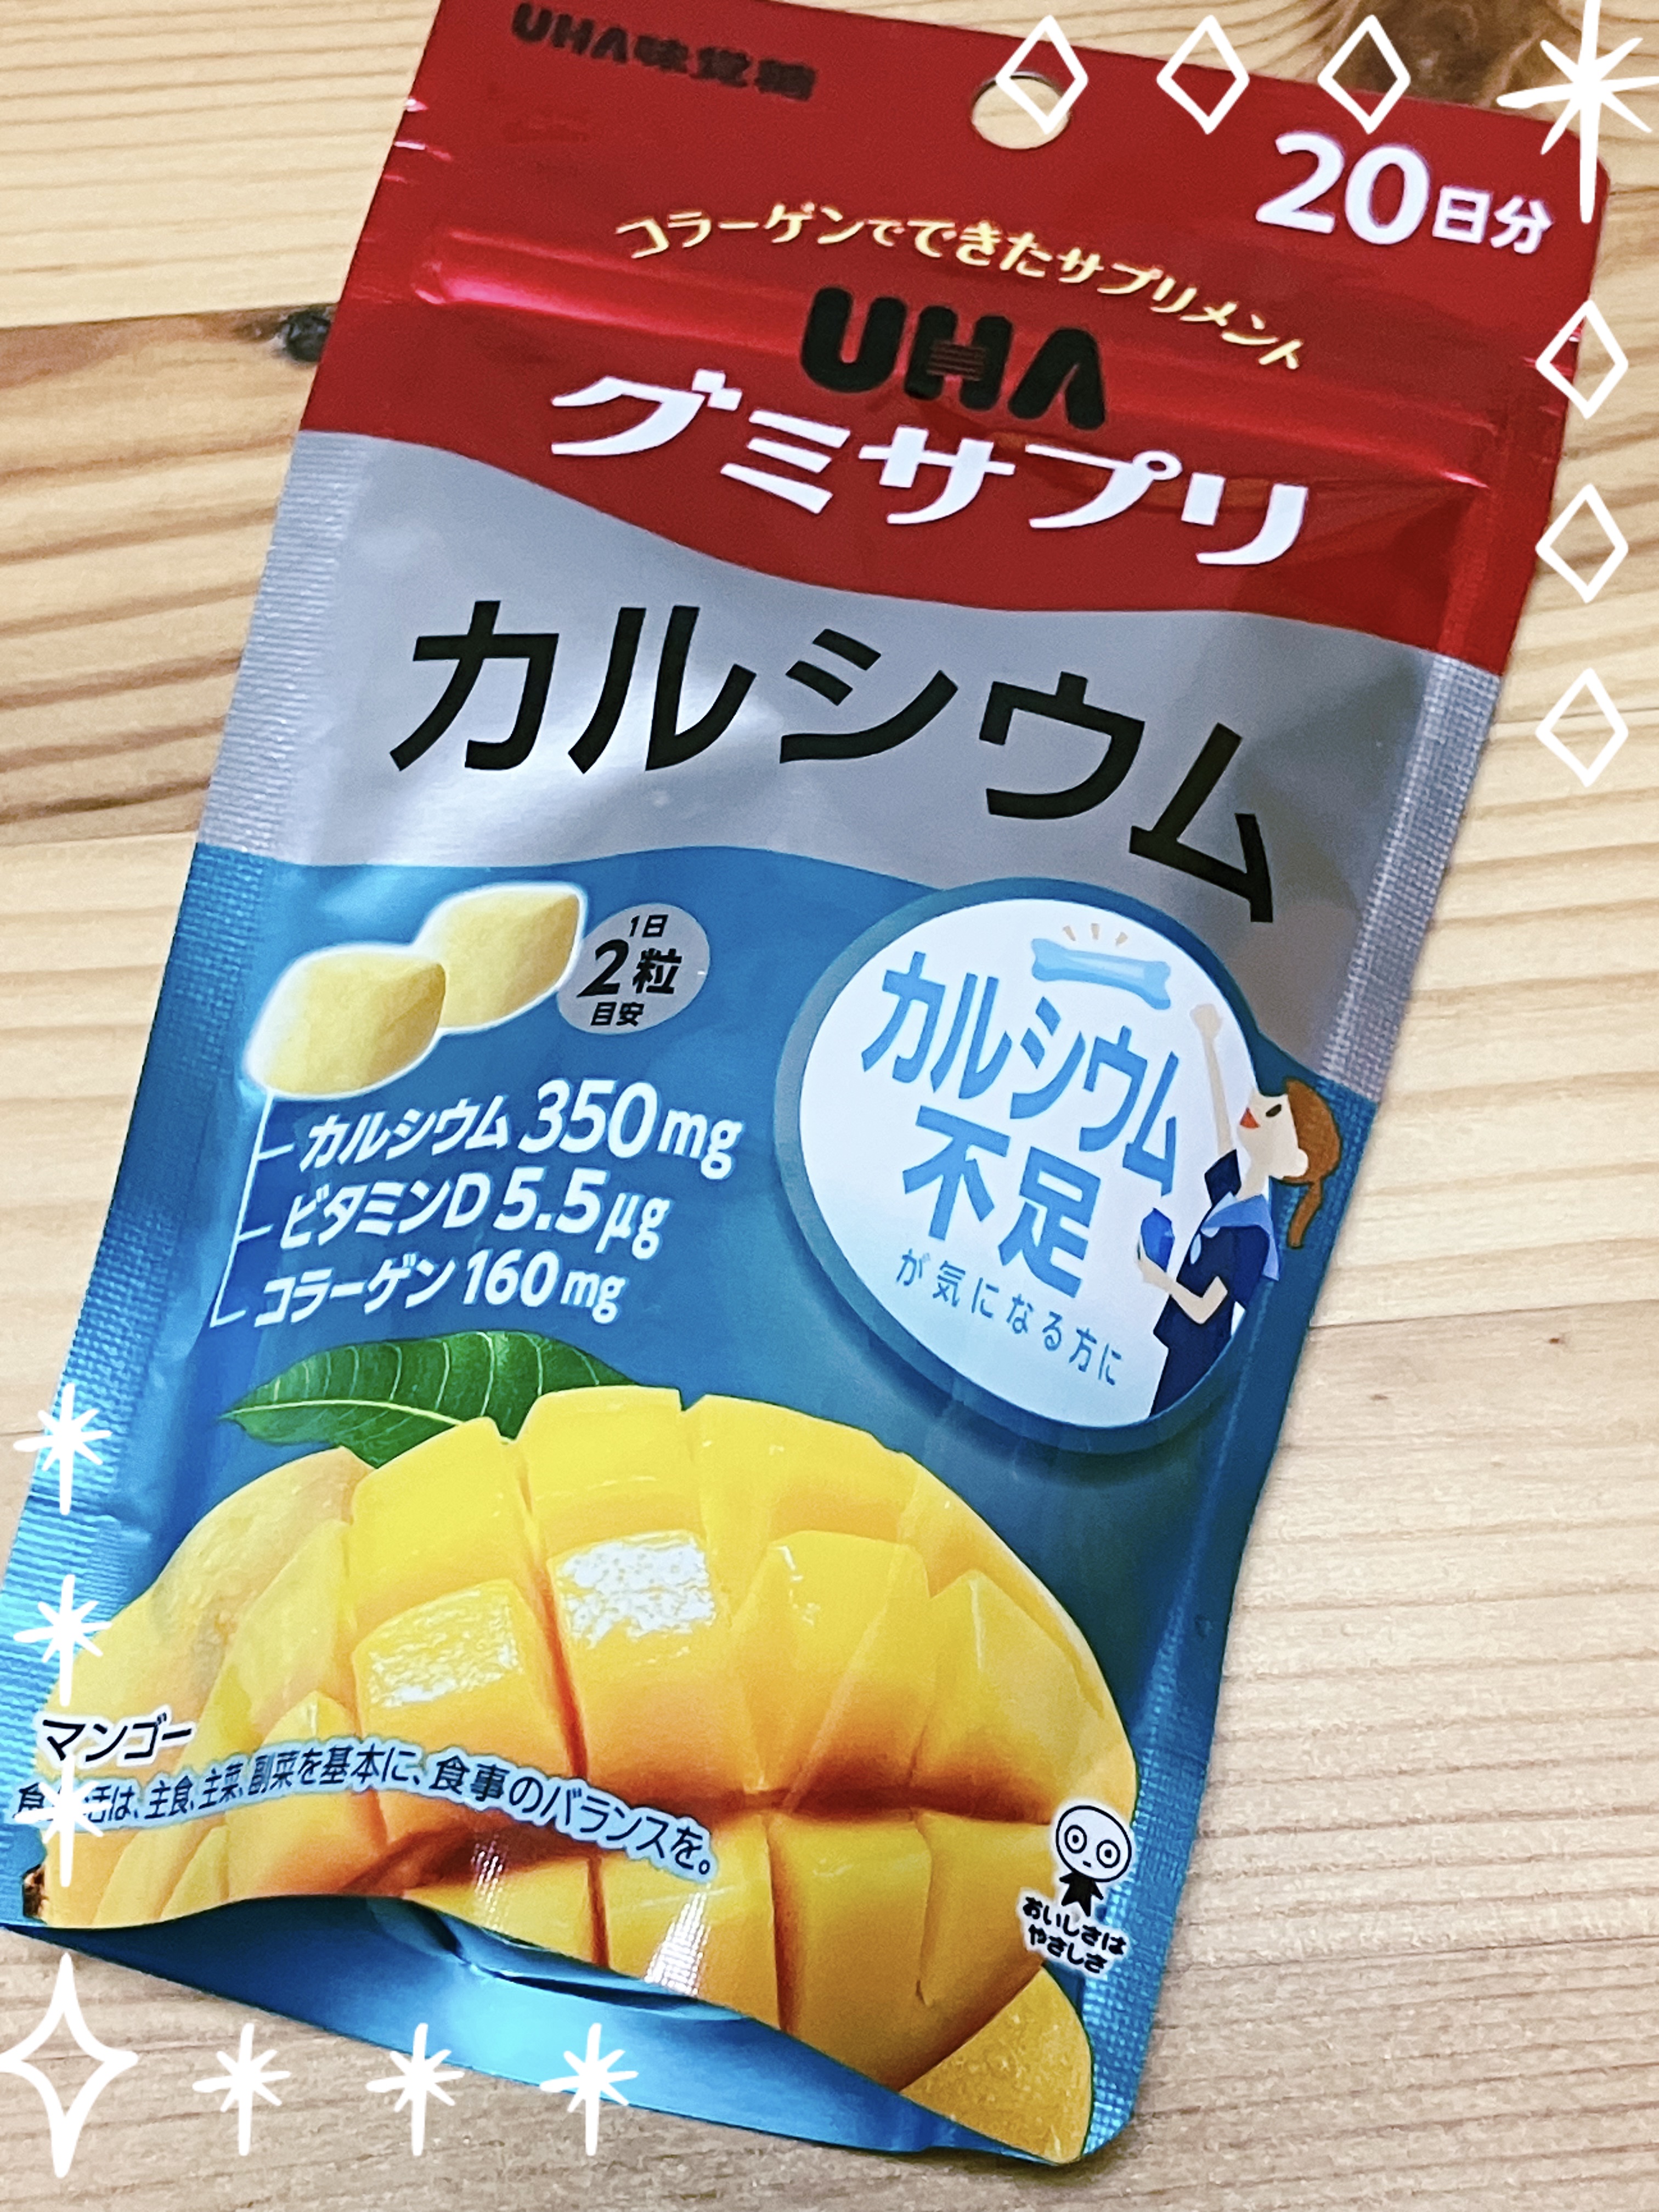 UHA味覚糖
20日分
コラーゲンでできたサプリメント
UHA
グミサプリ
カルシウム
1日
2粒
目安
カルシウム 350mg
ビタミンD 5.5μg
コラーゲン 160mg
カルシウム
不足
が気になる方に
マンゴー
食 活は、主食、主菜、副菜を基本に、食事のバランスを。
おいしさは
やさしさ